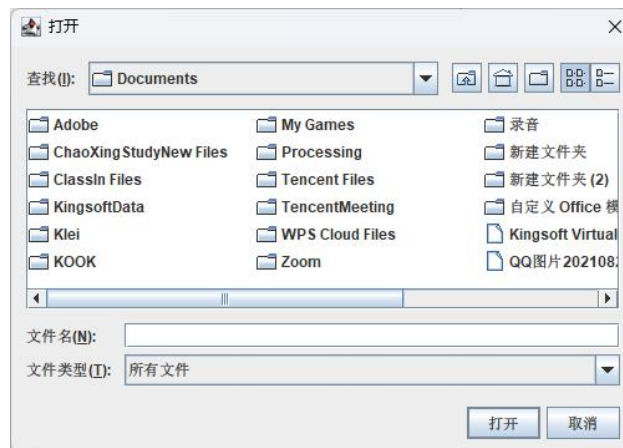 打开
查找(I): Documents
Adobe
ChaoXingStudyNew Files
ClassIn Files
KingsoftData
Klei
KOOK
My Games
Processing
Tencent Files
TencentMeeting
WPS Cloud Files
Zoom
录音
新建文件夹
新建文件夹 (2)
自定义 Office 模
Kingsoft Virtual
QQ图片202108
文件名(N):
文件类型(T): 所有文件
打开 取消